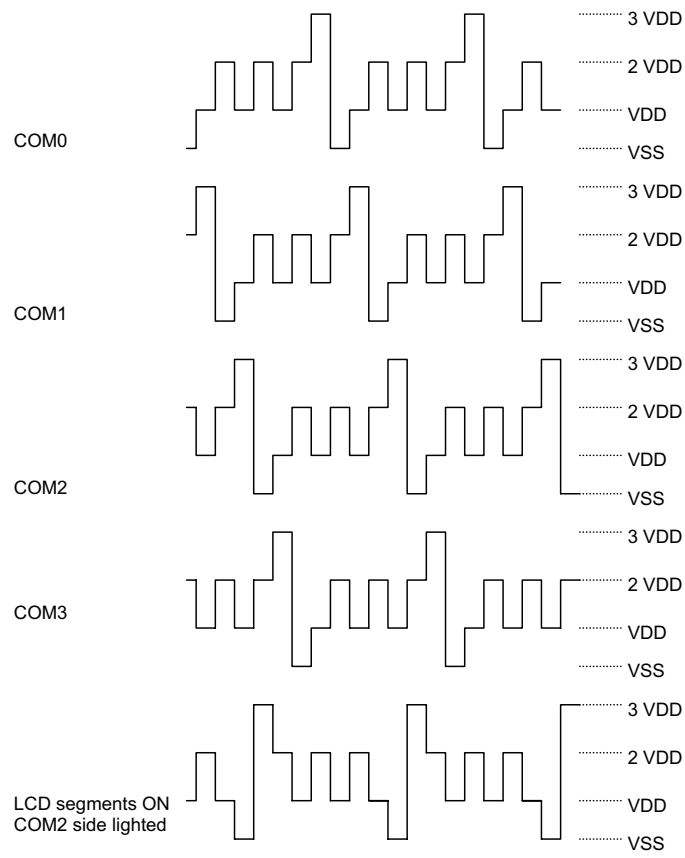 3 VDD
2 VDD
VDD
COM0
VSS
3 VDD
2 VDD
VDD
COM1
VSS
3 VDD
2 VDD
VDD
COM2
VSS
3 VDD
2 VDD
COM3
VDD
VSS
3 VDD
2 VDD
LCD segments ON
VDD
COM2 side lighted
VSS